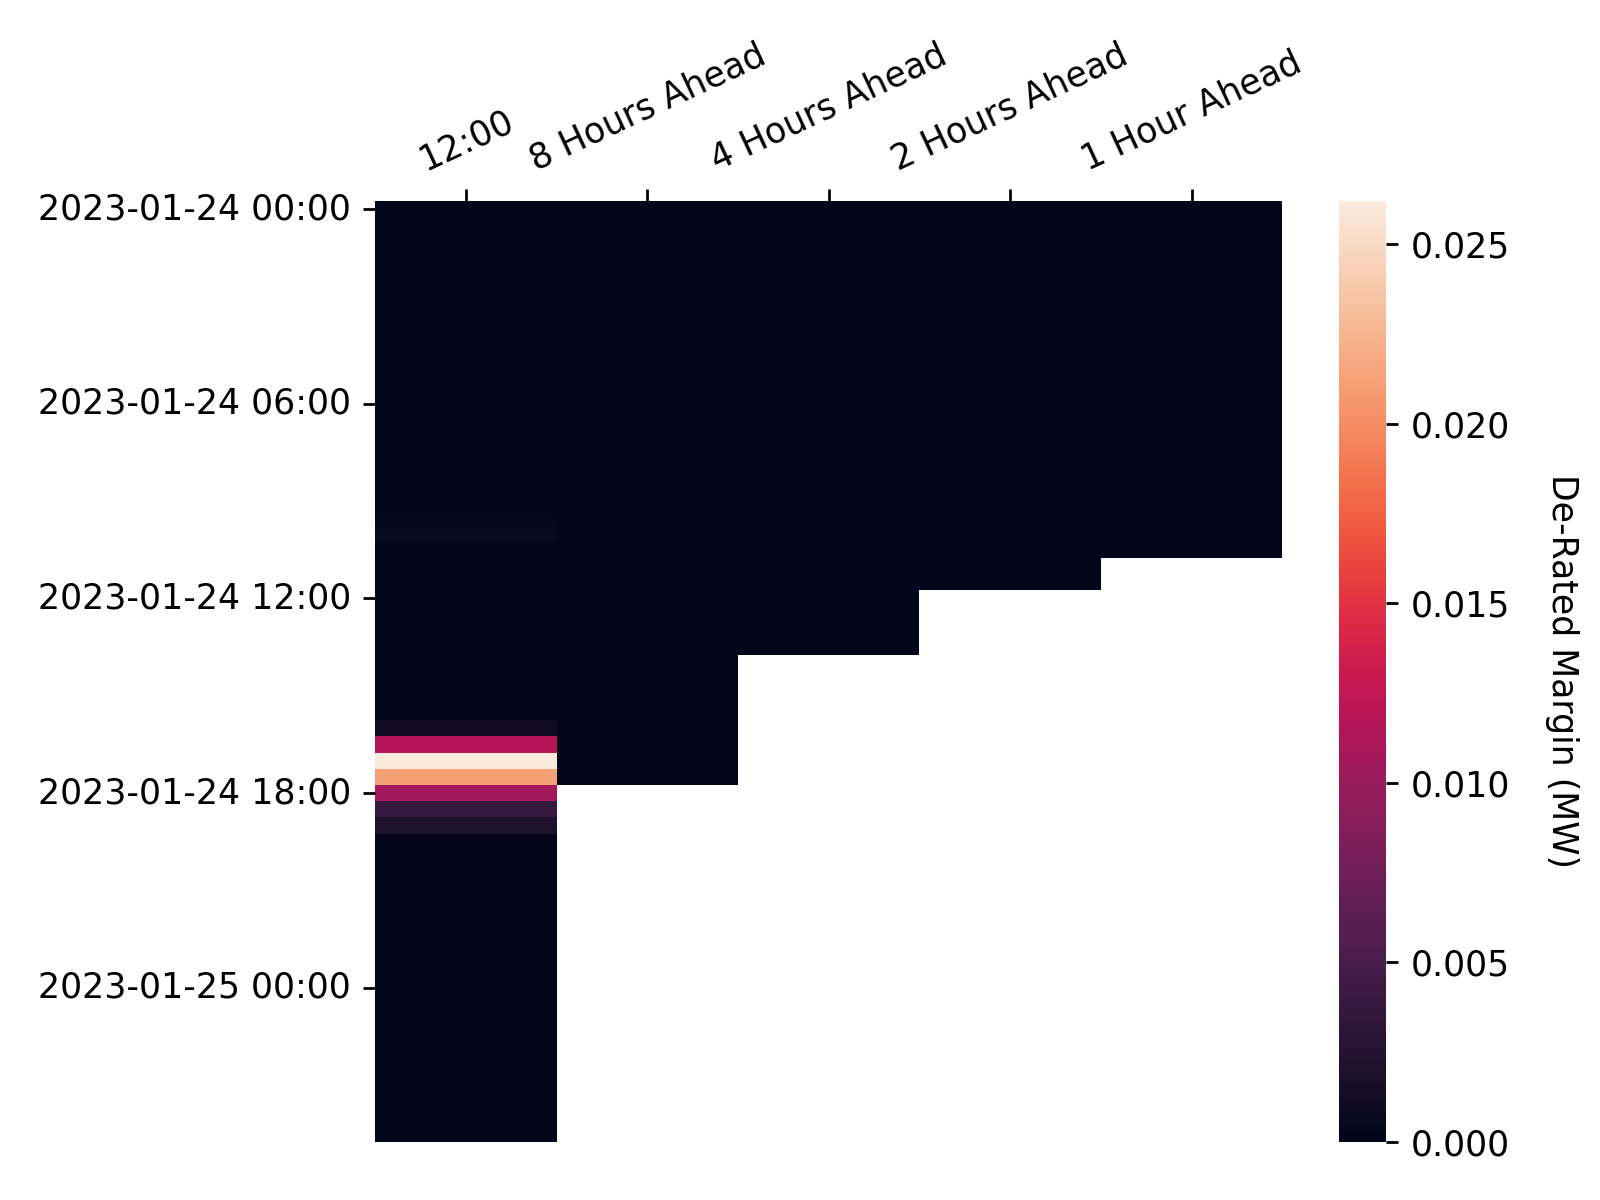 12:00
8 Hours Ahead
4 Hours Ahead
2 Hours Ahead
1 Hour Ahead
2023-01-24 00:00
2023-01-24 06:00
2023-01-24 12:00
2023-01-24 18:00
2023-01-25 00:00
0.025
0.020
0.015
0.010
0.005
0.000
De-Rated Margin (MW)